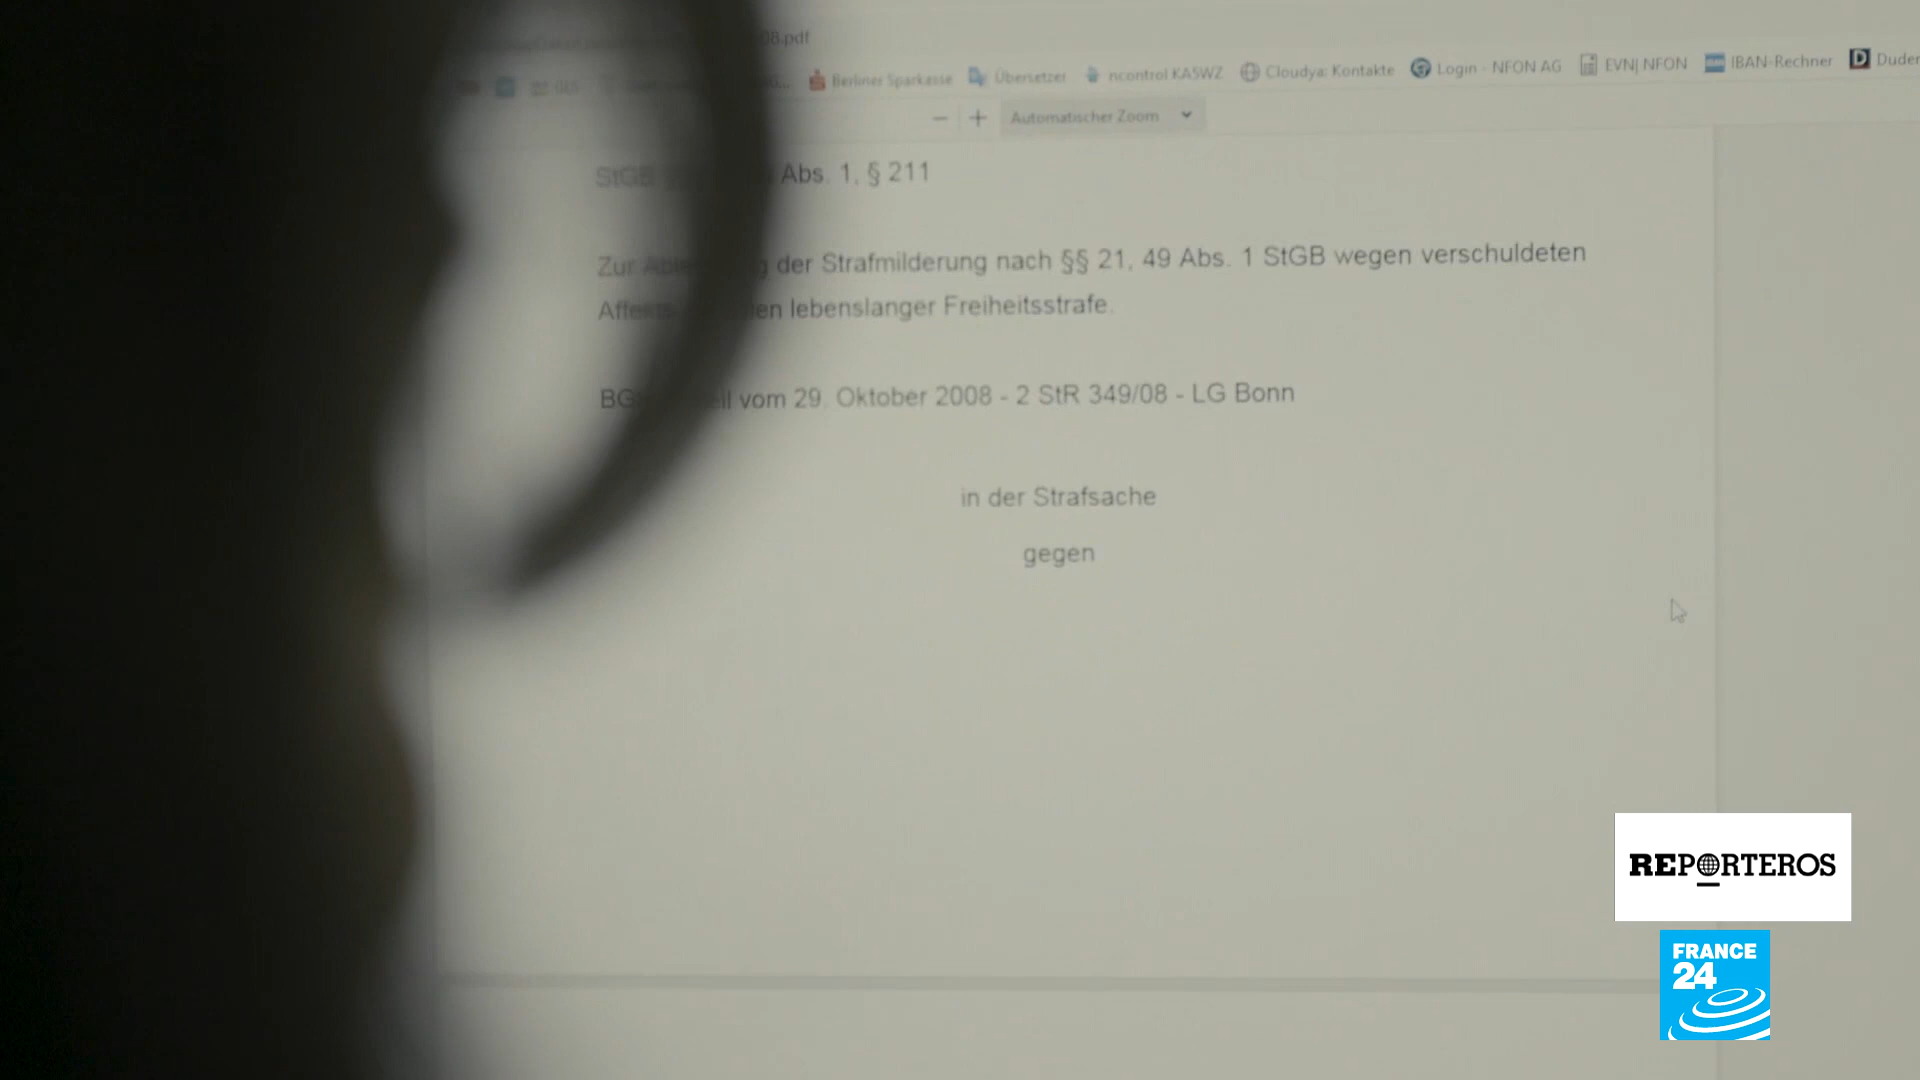 08.pdf
Berliner Sparkasse Übersetzer ncontrol KASWZ Cloudya: Kontakte Login - NFON AG EVN| NFON IBAN-Rechner Duden
− + Automatischer Zoom
StGB Abs. 1, § 211
Zur der Strafmilderung nach §§ 21, 49 Abs. 1 StGB wegen verschuldeten
lebenslanger Freiheitsstrafe.
vom 29. Oktober 2008 - 2 StR 349/08 - LG Bonn
in der Strafsache
gegen
REPORTEROS
FRANCE
24